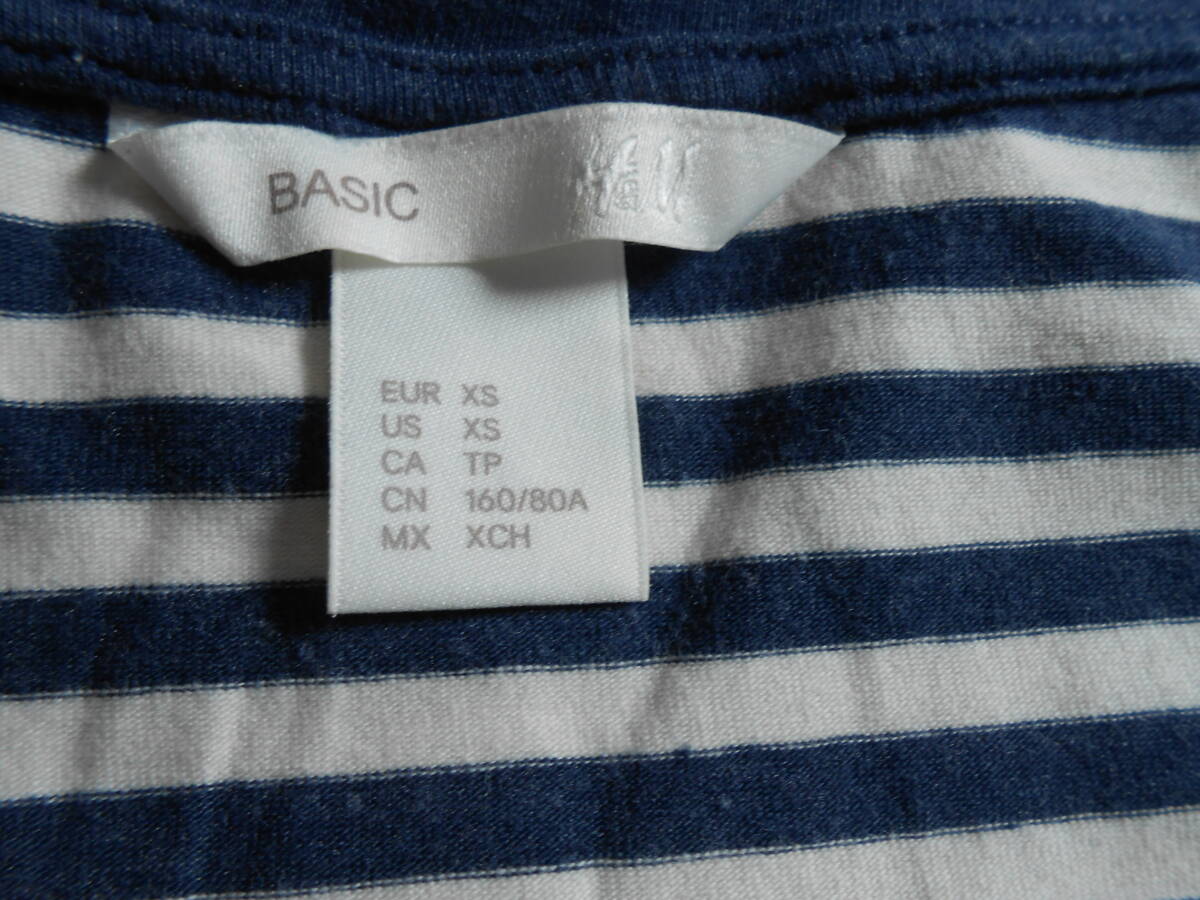 BASIC H&M
EUR XS
US XS
CA TP
CN 160/80A
MX XCH